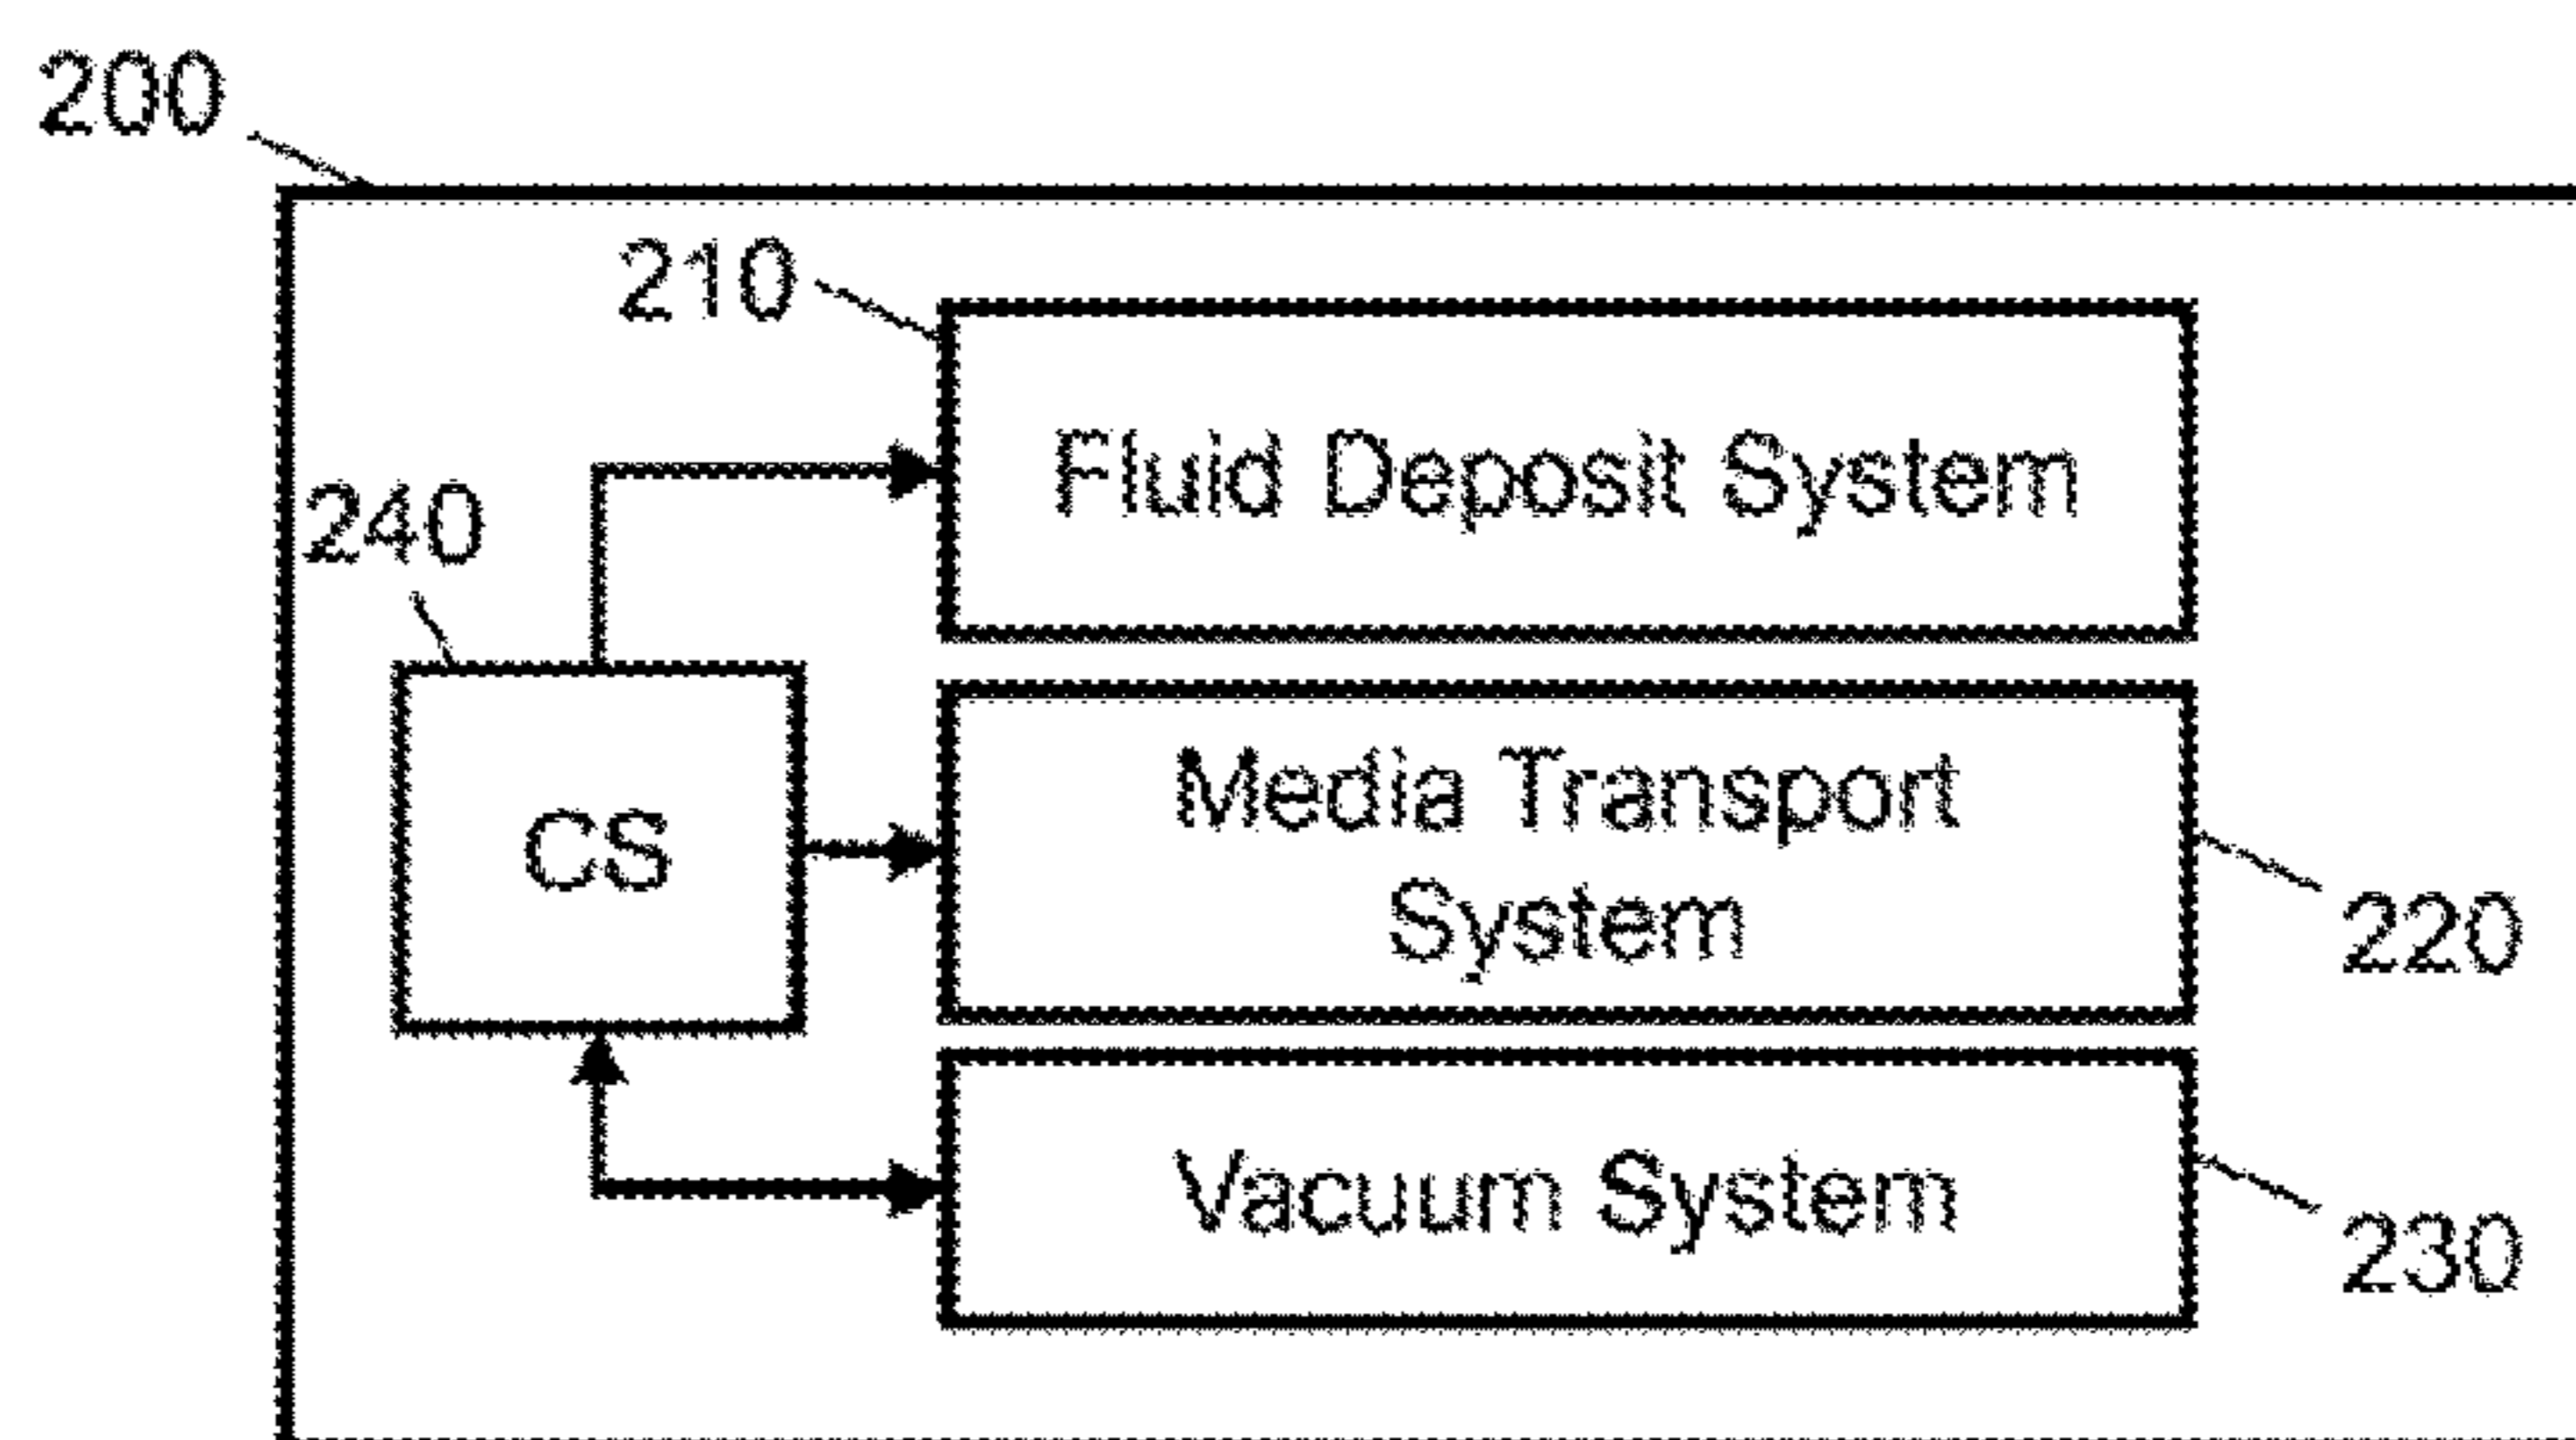 200
210
Fluid Deposit System
240
CS
Media Transport
System
220
Vacuum System
230